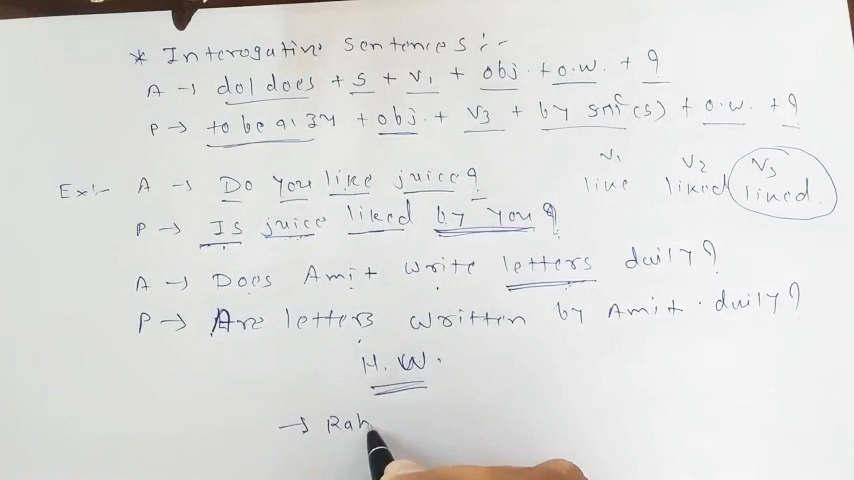 * Interogative Sentences :-
A → do/does + S + V1 + obj. + o.w. + ?
P → to be का रूप + obj. + V3 + by कर्ता (S) + o.w. + ?
V1 V2 V3
Ex:- A → Do you like juice? like liked liked.
P → Is juice liked by you?
A → Does Amit write letters daily?
P → Are letters written by Amit daily?
H.W.
→ Rah